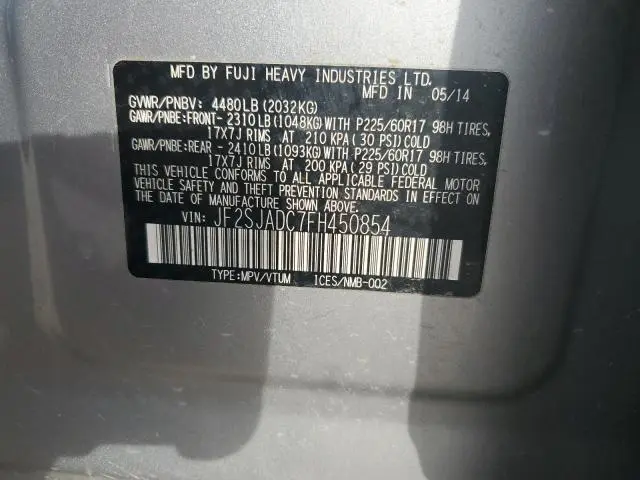 MFD BY FUJI HEAVY INDUSTRIES LTD.
MFD IN 05/14
GVWR/PNBV: 4480LB (2032KG)
GAWR/PNBE:FRONT- 2310LB (1048KG) WITH P225/60R17 98H TIRES,
17X7J RIMS AT 210 KPA( 30 PSI) COLD
GAWR/PNBE:REAR - 2410LB (1093KG) WITH P225/60R17 98H TIRES,
17X7J RIMS AT 200 KPA( 29 PSI) COLD
THIS VEHICLE CONFORMS TO ALL APPLICABLE FEDERAL MOTOR
VEHICLE SAFETY AND THEFT PREVENTION STANDARDS IN EFFECT ON
THE DATE OF MANUFACTURE SHOWN ABOVE.
VIN: JF2SJADC7FH450854
TYPE:MPV/VTUM ICES/NMB-002